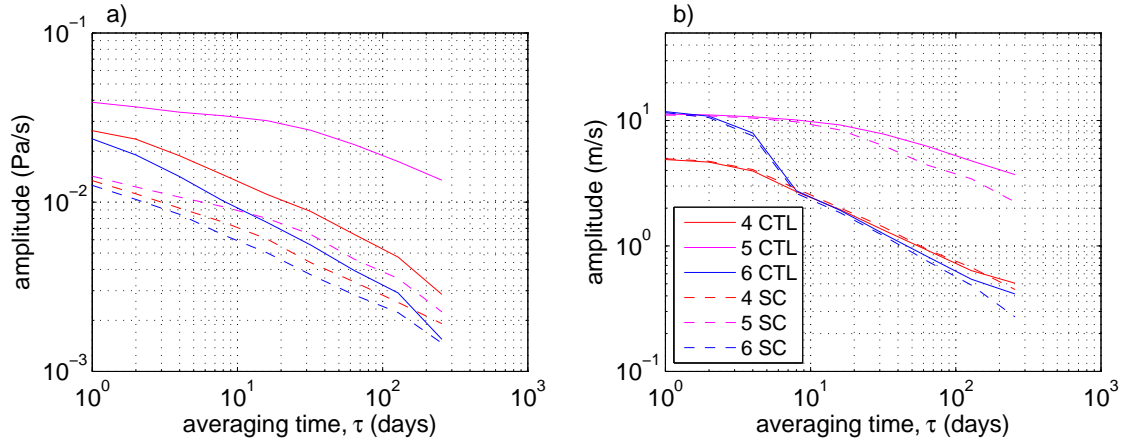 a)
10^-1
10^-2
10^-3
amplitude (Pa/s)
10^0 10^1 10^2 10^3
averaging time, τ (days)
b)
10^1
10^0
10^-1
amplitude (m/s)
4 CTL
5 CTL
6 CTL
4 SC
5 SC
6 SC
10^0 10^1 10^2 10^3
averaging time, τ (days)